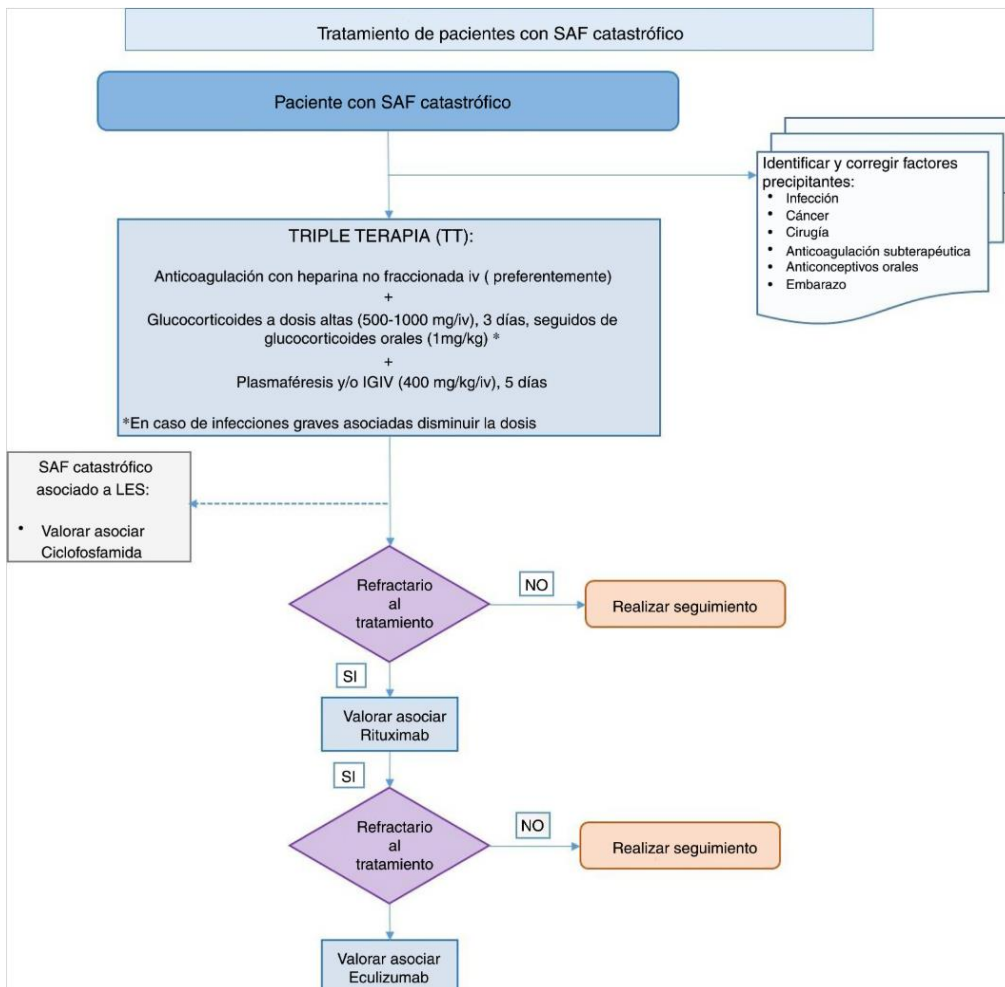 Tratamiento de pacientes con SAF catastrófico
Paciente con SAF catastrófico
Identificar y corregir factores
precipitantes:
• Infección
• Cáncer
• Cirugía
• Anticoagulación subterapéutica
• Anticonceptivos orales
• Embarazo
TRIPLE TERAPIA (TT):
Anticoagulación con heparina no fraccionada iv ( preferentemente)
+
Glucocorticoides a dosis altas (500-1000 mg/iv), 3 días, seguidos de
glucocorticoides orales (1mg/kg) *
+
Plasmaféresis y/o IGIV (400 mg/kg/iv), 5 días
*En caso de infecciones graves asociadas disminuir la dosis
SAF catastrófico
asociado a LES:
• Valorar asociar
Ciclofosfamida
Refractario
al
tratamiento
NO
Realizar seguimiento
SI
Valorar asociar
Rituximab
SI
Refractario
al
tratamiento
NO
Realizar seguimiento
Valorar asociar
Eculizumab